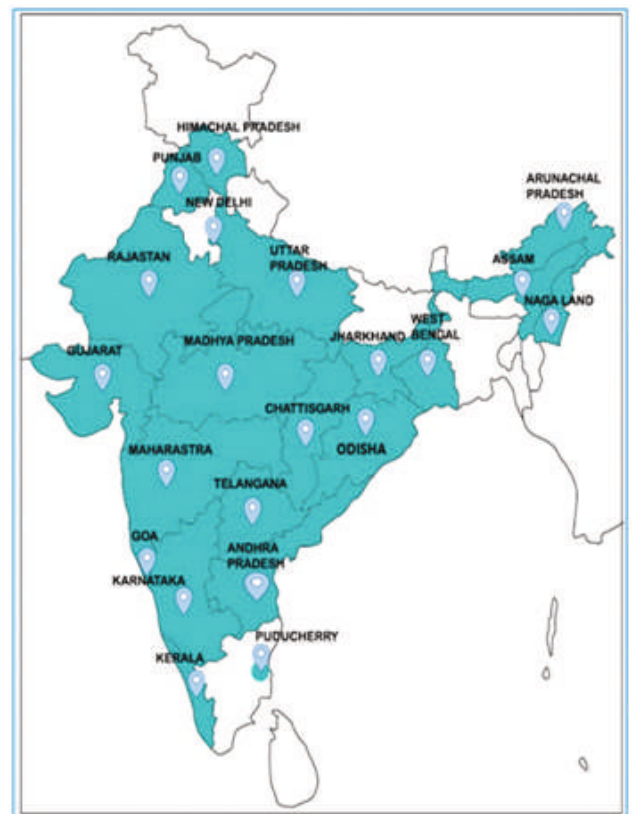 HIMACHAL PRADESH
PUNJAB
NEW DELHI
ARUNACHAL
PRADESH
RAJASTAN
UTTAR
PRADESH
ASSAM
NAGA LAND
GUJARAT
MADHYA PRADESH
JHARKHAND
WEST
BENGAL
CHATTISGARH
ODISHA
MAHARASTRA
TELANGANA
GOA
ANDHRA
PRADESH
KARNATAKA
PUDUCHERRY
KERALA